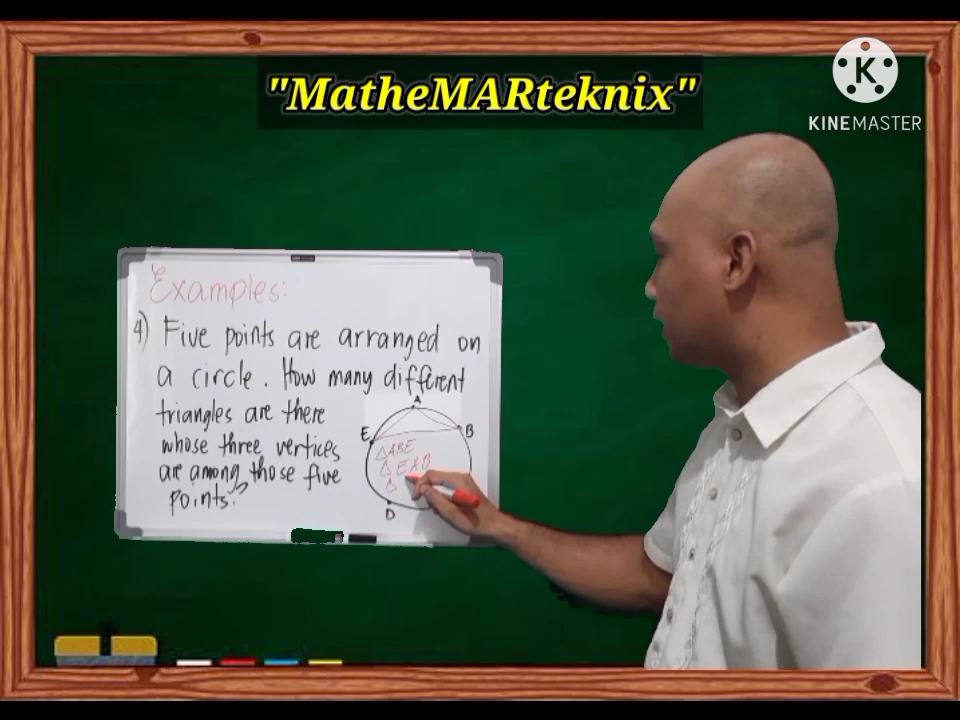 "MatheMARteknix"
K
KINEMASTER
Examples:
4) Five points are arranged on
a circle. How many different
triangles are there
whose three vertices
are among those five
points?
A
E
B
△ABE
△EAB
D